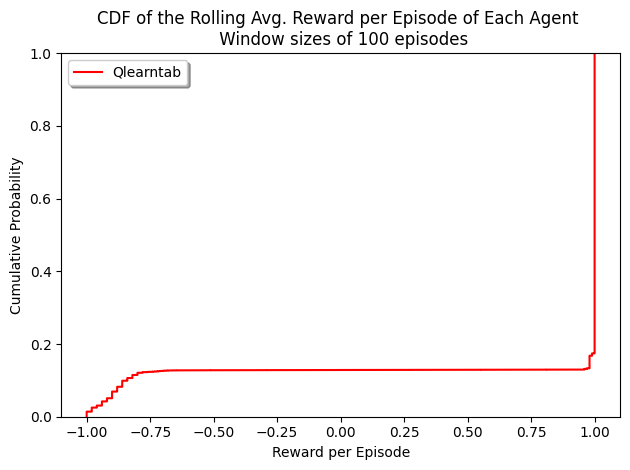 CDF of the Rolling Avg. Reward per Episode of Each Agent
Window sizes of 100 episodes
Qlearntab
Cumulative Probability
1.0
0.8
0.6
0.4
0.2
0.0
−1.00 −0.75 −0.50 −0.25 0.00 0.25 0.50 0.75 1.00
Reward per Episode